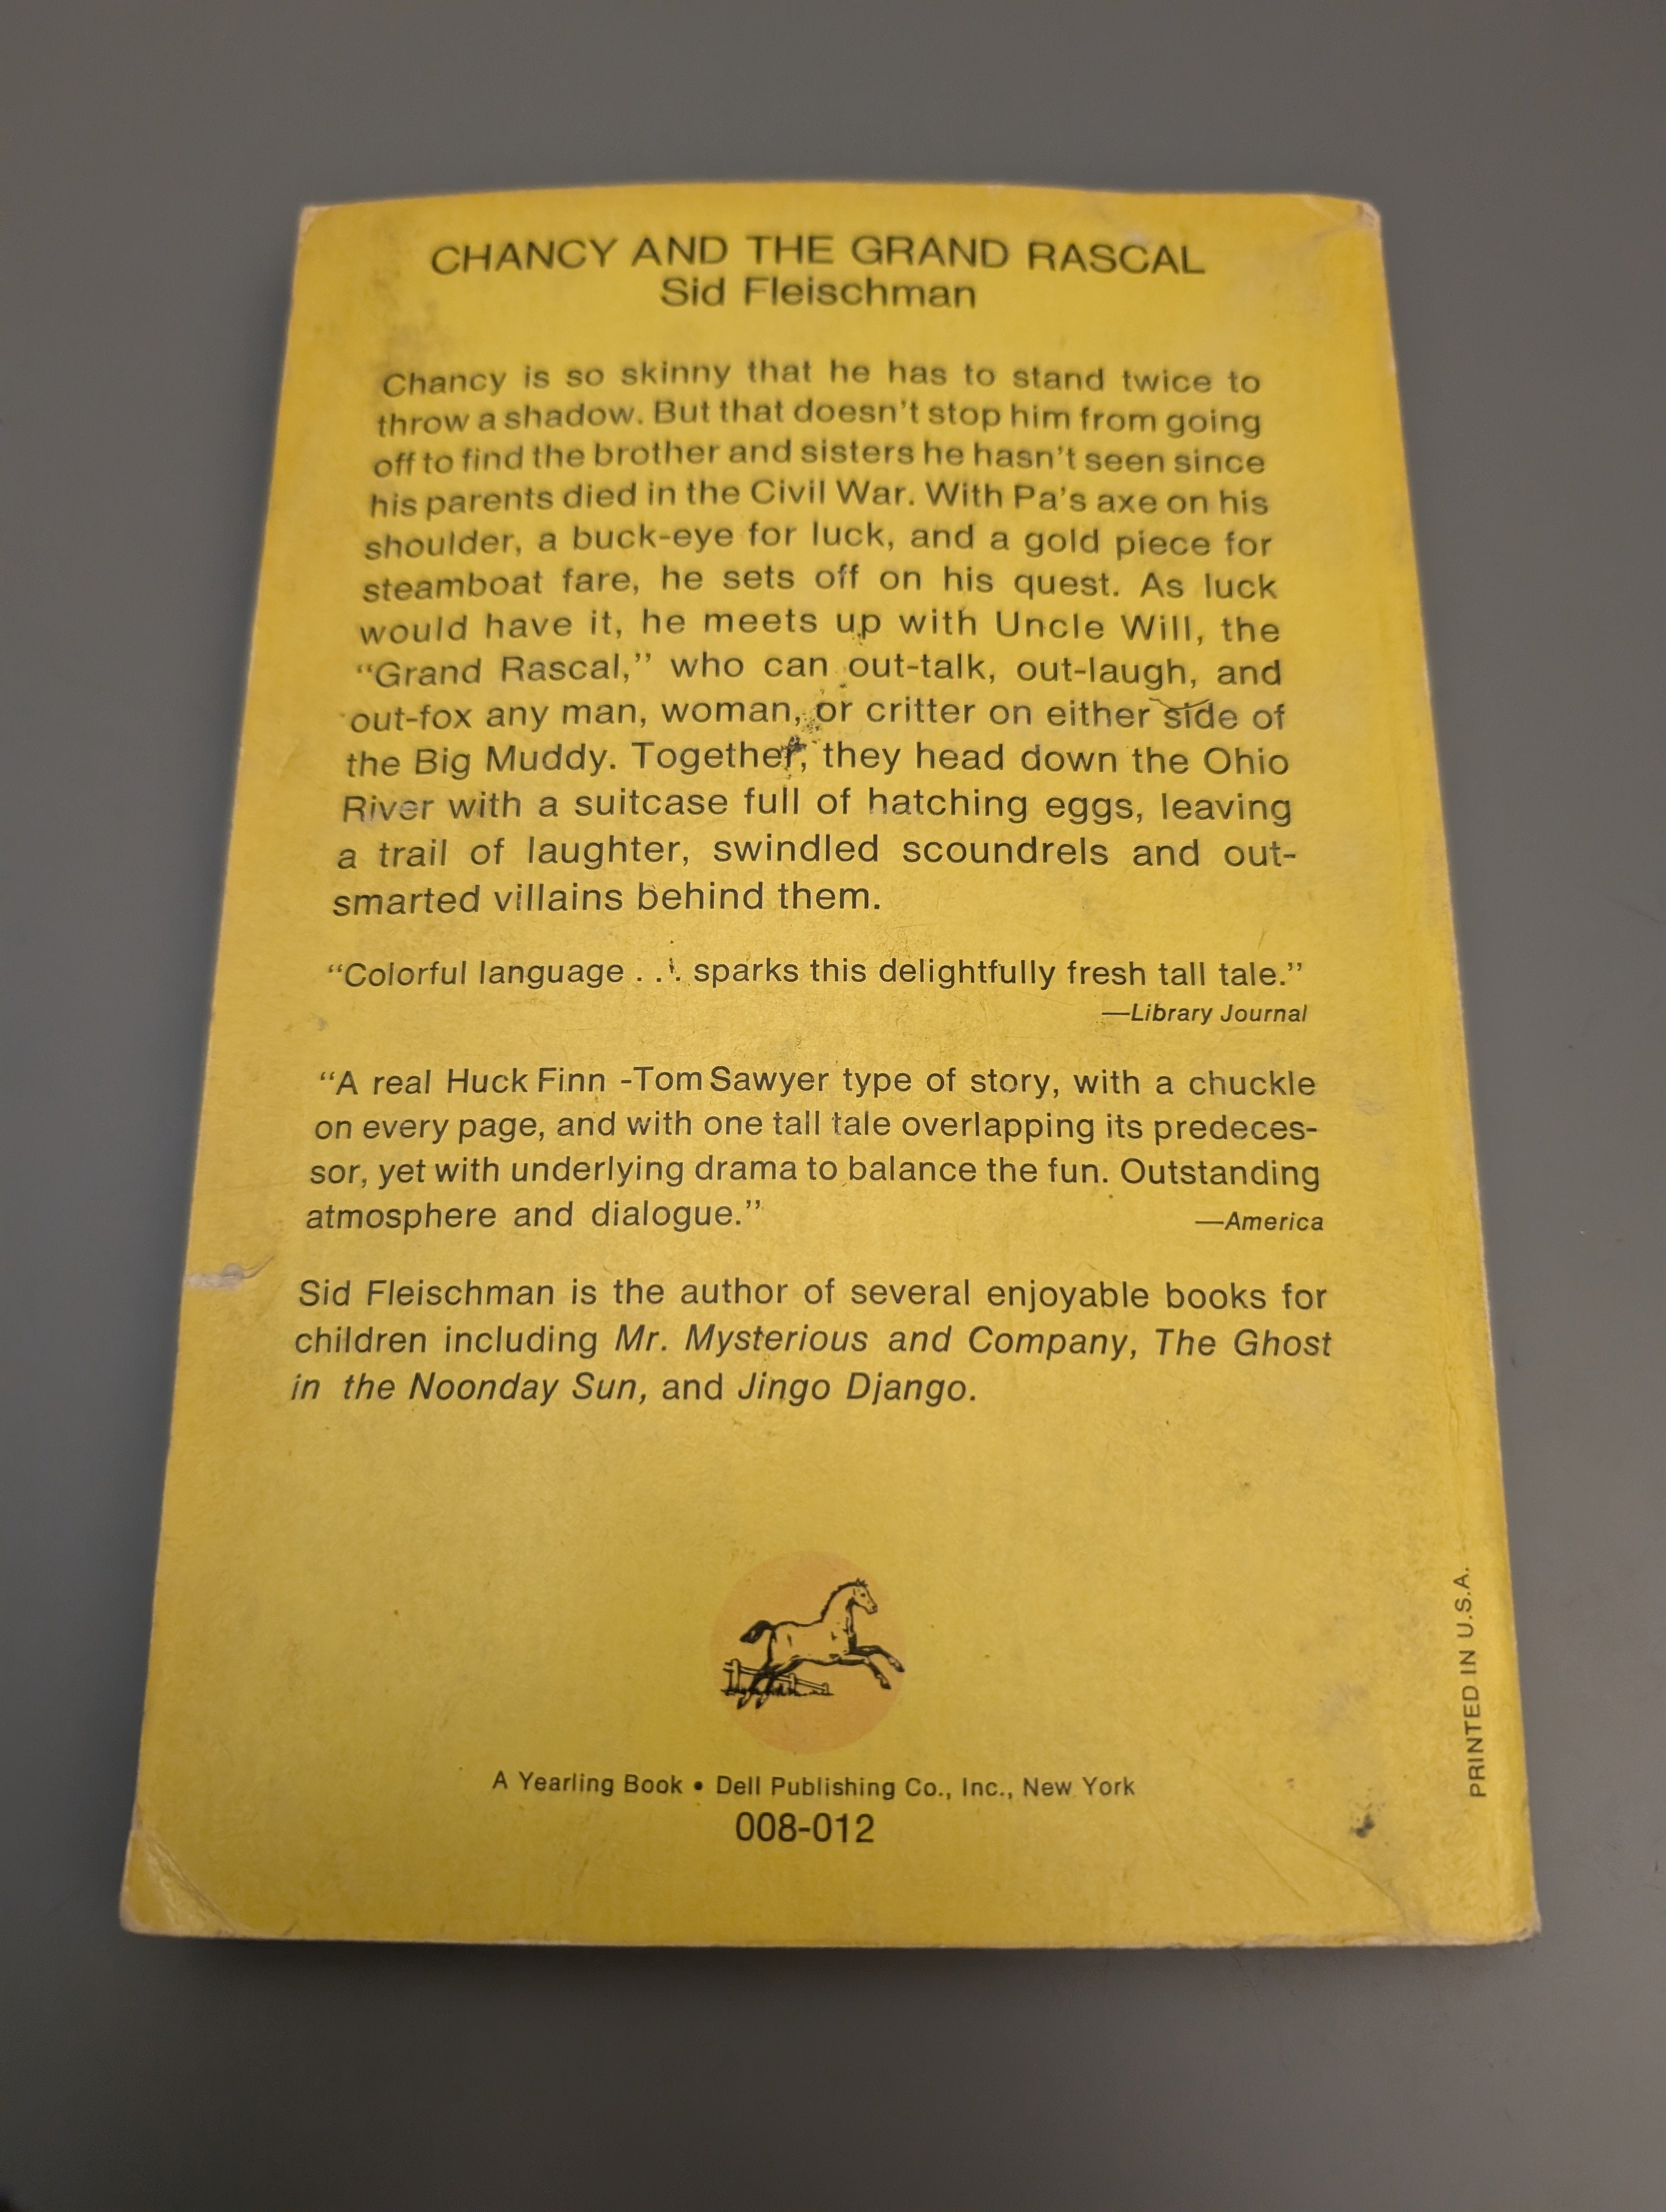 CHANCY AND THE GRAND RASCAL
Sid Fleischman
Chancy is so skinny that he has to stand twice to
throw a shadow. But that doesn't stop him from going
off to find the brother and sisters he hasn't seen since
his parents died in the Civil War. With Pa's axe on his
shoulder, a buck-eye for luck, and a gold piece for
steamboat fare, he sets off on his quest. As luck
would have it, he meets up with Uncle Will, the
“Grand Rascal,” who can out-talk, out-laugh, and
out-fox any man, woman, or critter on either side of
the Big Muddy. Together, they head down the Ohio
River with a suitcase full of hatching eggs, leaving
a trail of laughter, swindled scoundrels and out-
smarted villains behind them.
“Colorful language . . . sparks this delightfully fresh tall tale.”
—Library Journal
“A real Huck Finn -Tom Sawyer type of story, with a chuckle
on every page, and with one tall tale overlapping its predeces-
sor, yet with underlying drama to balance the fun. Outstanding
atmosphere and dialogue.” —America
Sid Fleischman is the author of several enjoyable books for
children including Mr. Mysterious and Company, The Ghost
in the Noonday Sun, and Jingo Django.
A Yearling Book • Dell Publishing Co., Inc., New York
008-012
PRINTED IN U.S.A.